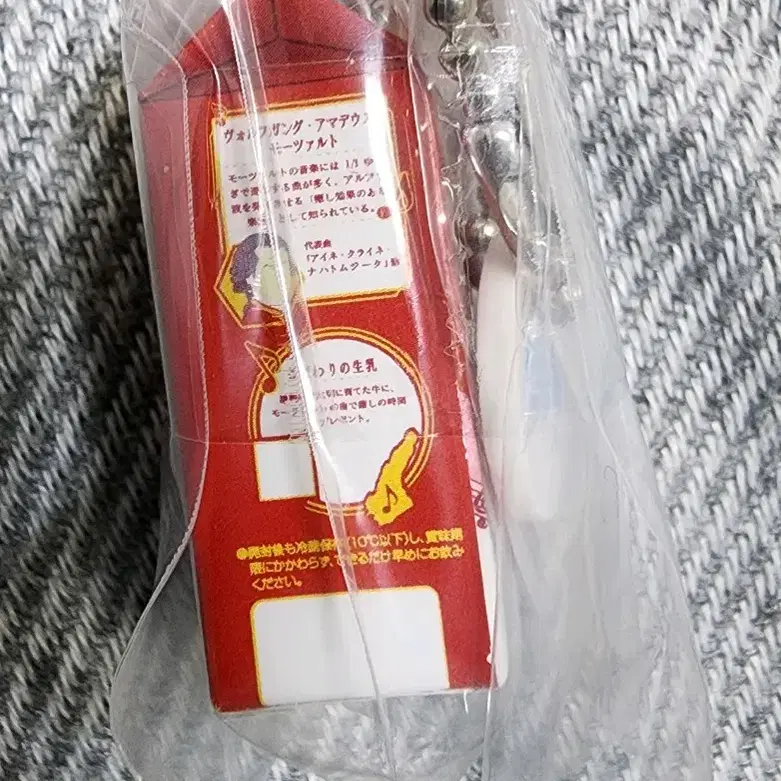 ヴォルフガング・アマデウス
モーツァルト
モーツァルトの音楽には 1/f ゆ
ぎで
する曲が多く、アルファ
波を
せる「癒し効果のある
楽
として知られている。
代表曲
「アイネ・クライネ・
ナハトムジーク」
わりの生乳
に育てた牛に、
モー
の曲で癒しの時間
レゼント。
●開封後も冷蔵保存(10℃以下)し、賞味期
限にかかわらず、できるだけ早めにお飲み
ください。